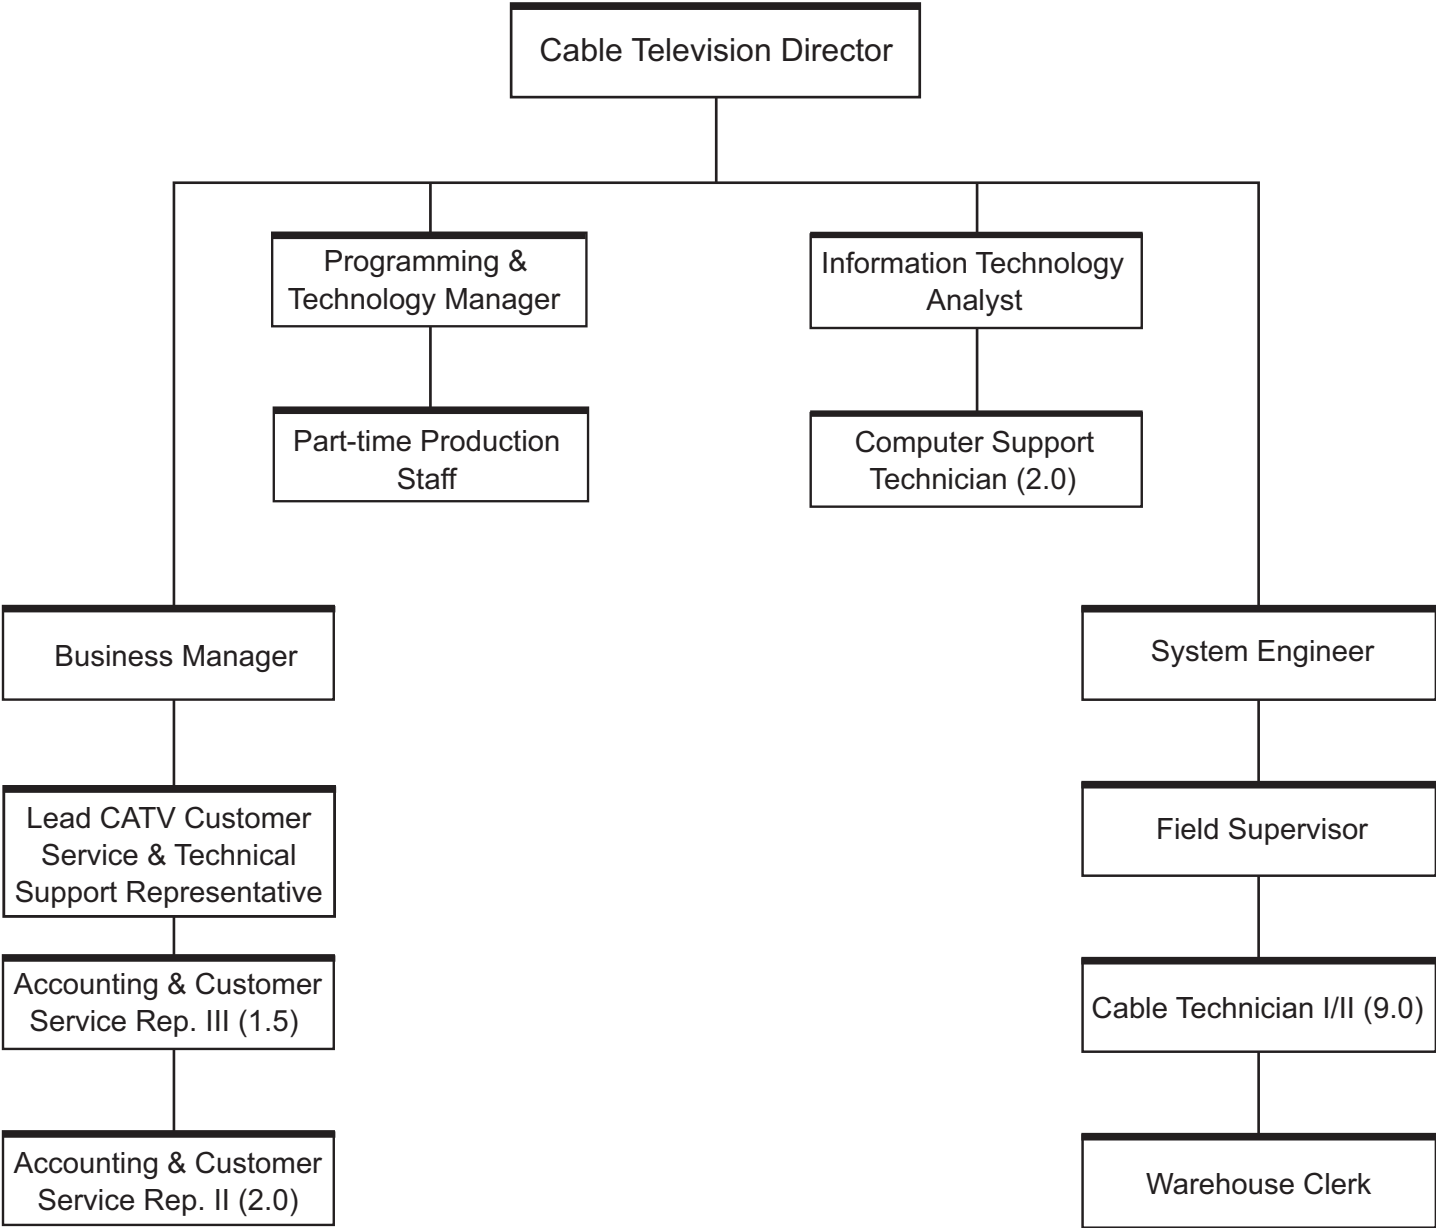 Cable Television Director
Programming &
Technology Manager
Information Technology
Analyst
Part-time Production
Staff
Computer Support
Technician (2.0)
Business Manager
System Engineer
Lead CATV Customer
Service & Technical
Support Representative
Field Supervisor
Accounting & Customer
Service Rep. III (1.5)
Cable Technician I/II (9.0)
Accounting & Customer
Service Rep. II (2.0)
Warehouse Clerk